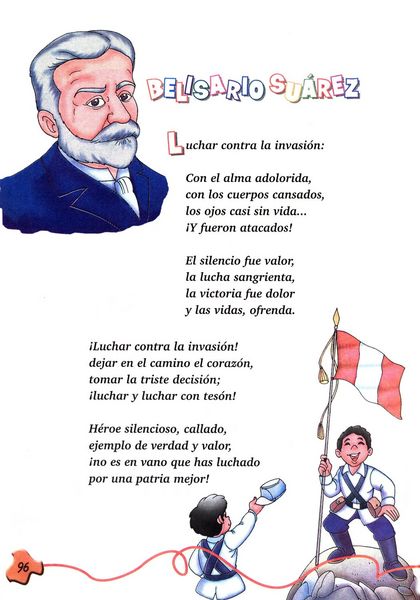 BELISARIO SUÁREZ
Luchar contra la invasión:
Con el alma adolorida,
con los cuerpos cansados,
los ojos casi sin vida...
¡Y fueron atacados!
El silencio fue valor,
la lucha sangrienta,
la victoria fue dolor
y las vidas, ofrenda.
¡Luchar contra la invasión!
dejar en el camino el corazón,
tomar la triste decisión;
¡luchar y luchar con tesón!
Héroe silencioso, callado,
ejemplo de verdad y valor,
¡no es en vano que has luchado
por una patria mejor!
96